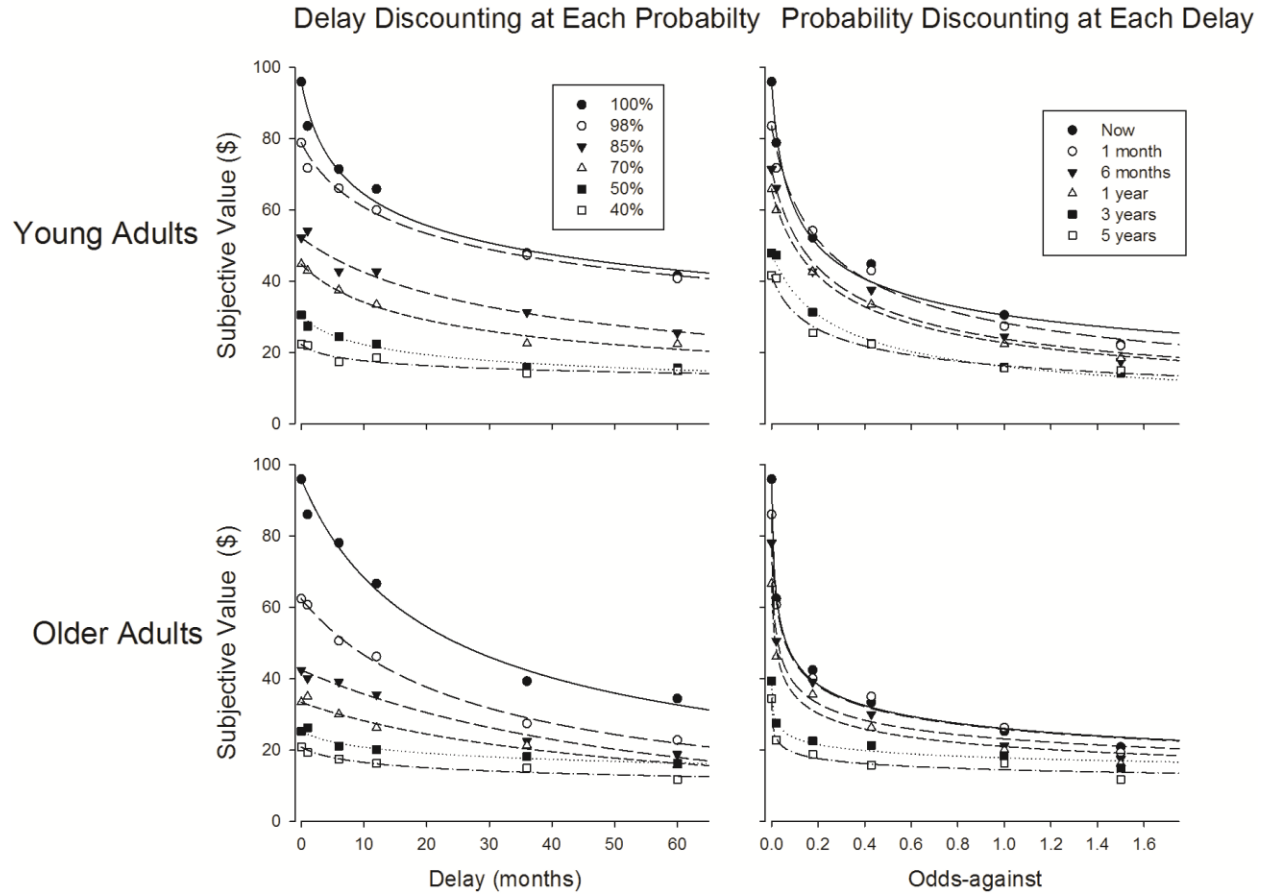 Delay Discounting at Each Probabilty
Probability Discounting at Each Delay
Young Adults
Subjective Value ($)
100
80
60
40
20
0
100%
98%
85%
70%
50%
40%
Now
1 month
6 months
1 year
3 years
5 years
Older Adults
Subjective Value ($)
100
80
60
40
20
0
0 10 20 30 40 50 60
Delay (months)
0.0 0.2 0.4 0.6 0.8 1.0 1.2 1.4 1.6
Odds-against